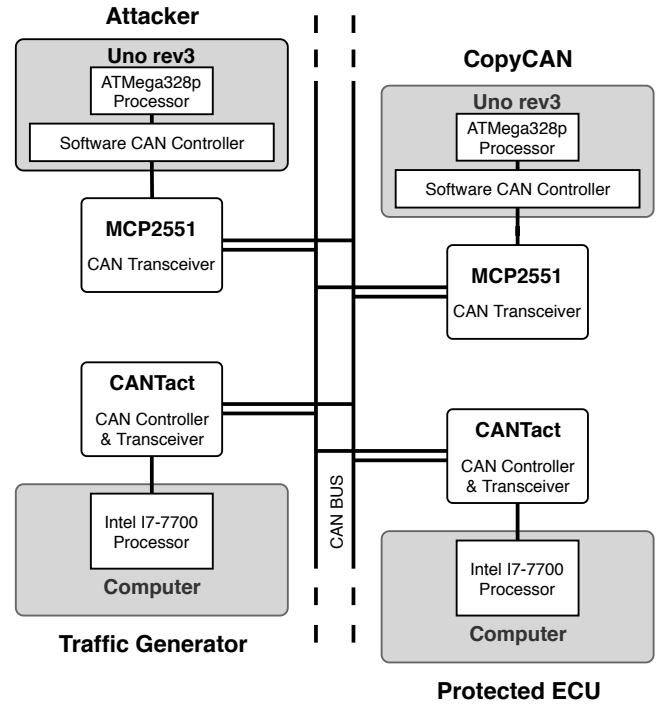 Attacker
Uno rev3
ATMega328p
Processor
Software CAN Controller
MCP2551
CAN Transceiver
CANTact
CAN Controller
& Transceiver
Intel I7-7700
Processor
Computer
Traffic Generator
CAN BUS
CopyCAN
Uno rev3
ATMega328p
Processor
Software CAN Controller
MCP2551
CAN Transceiver
CANTact
CAN Controller
& Transceiver
Intel I7-7700
Processor
Computer
Protected ECU